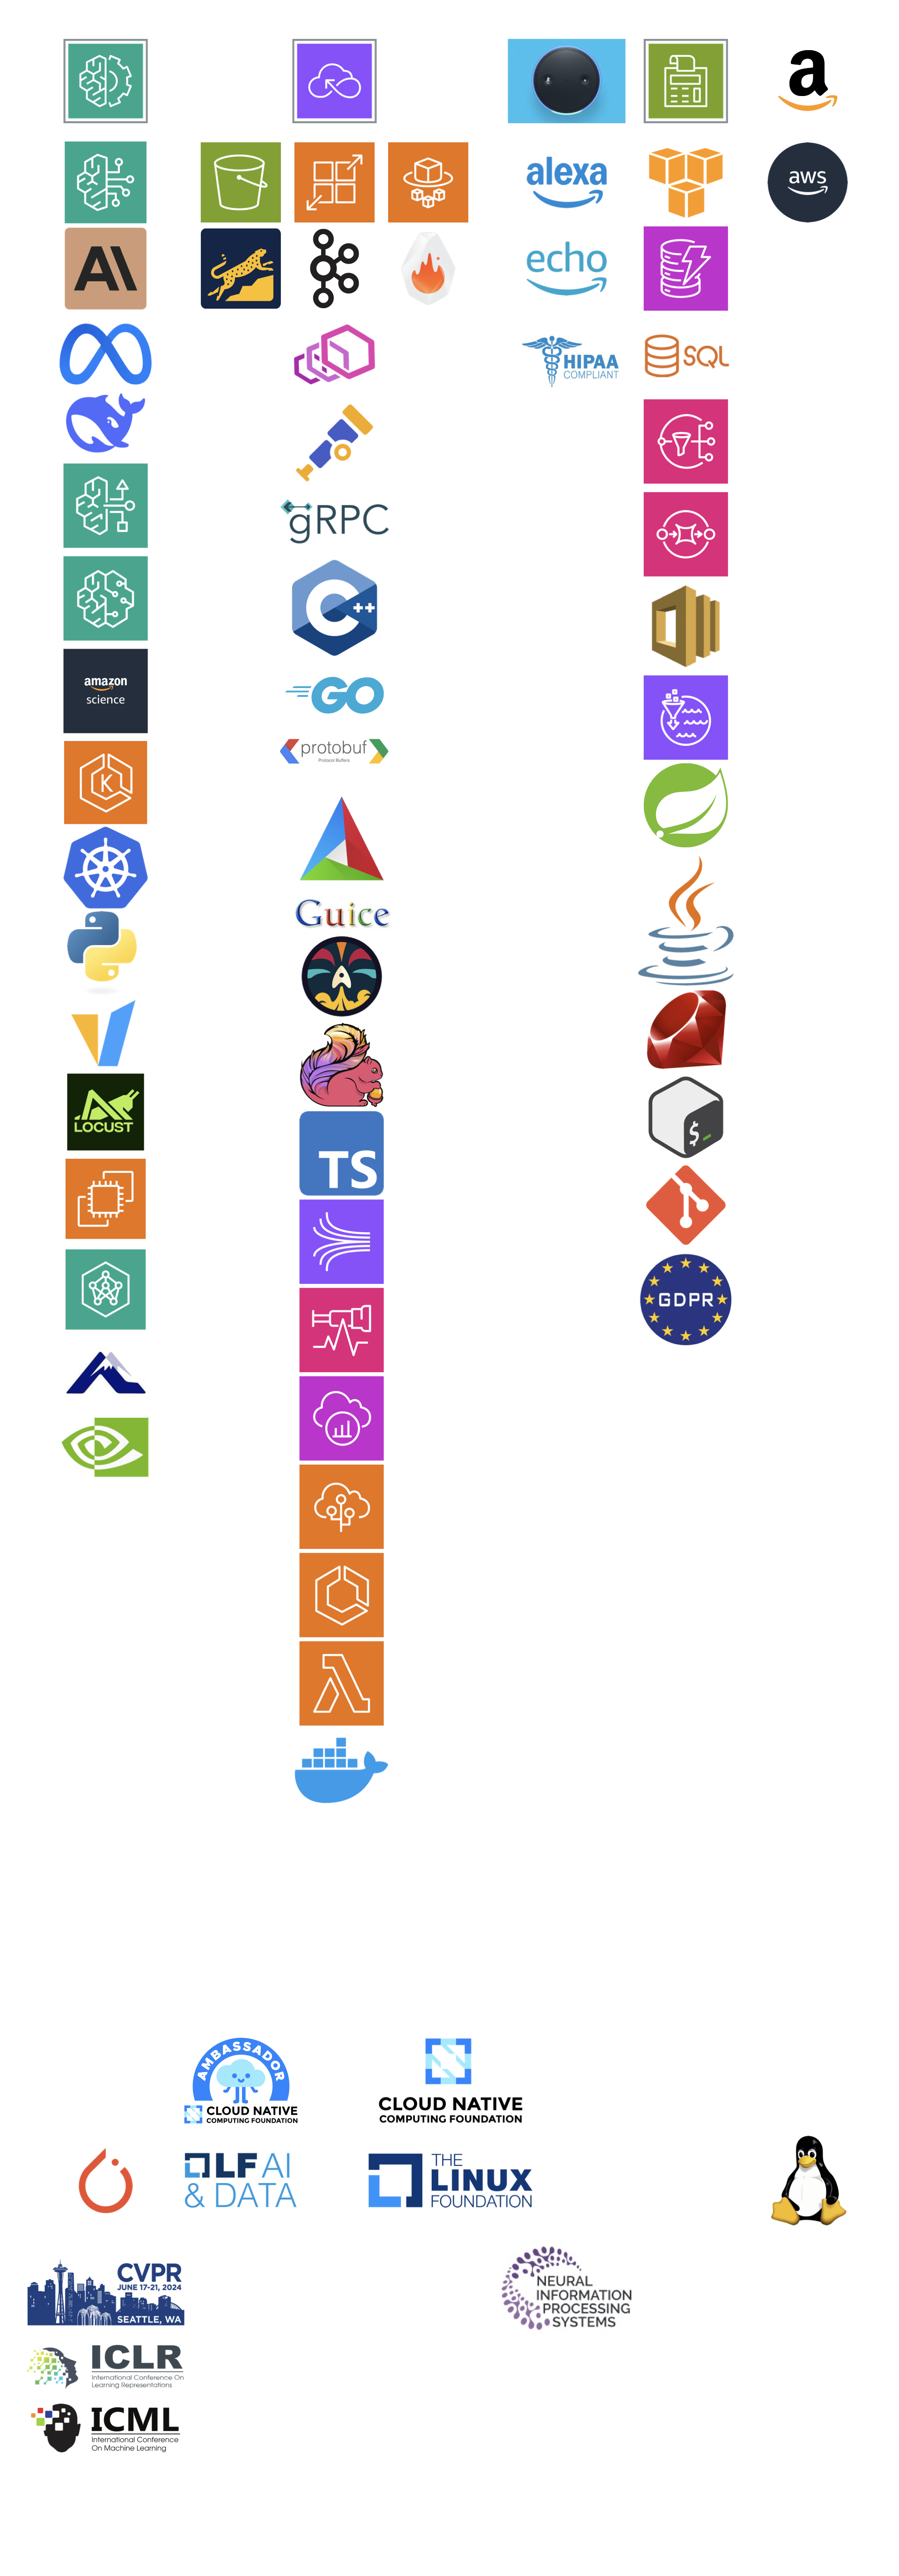 a
aws
alexa
A\
echo
HIPAA
COMPLIANT
SQL
gRPC
C++
amazon
science
GO
protobuf
Protocol Buffers
K
Guice
LOCUST
TS
$
GDPR
AMBASSADOR
CLOUD NATIVE
COMPUTING FOUNDATION
CLOUD NATIVE
COMPUTING FOUNDATION
LF AI
& DATA
THE
LINUX
FOUNDATION
CVPR
JUNE 17-21, 2024
SEATTLE, WA
NEURAL
INFORMATION
PROCESSING
SYSTEMS
ICLR
International Conference On
Learning Representations
ICML
International Conference
On Machine Learning